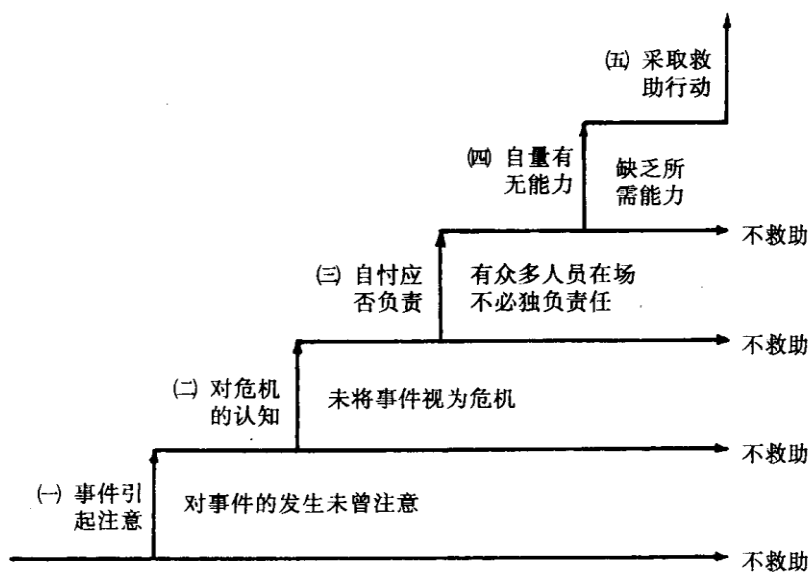 ㈤ 采取救
助行动
㈣ 自量有
无能力
缺乏所
需能力
不救助
㈢ 自忖应
否负责
有众多人员在场
不必独负责任
不救助
㈡ 对危机
的认知
未将事件视为危机
不救助
㈠ 事件引
起注意
对事件的发生未曾注意
不救助